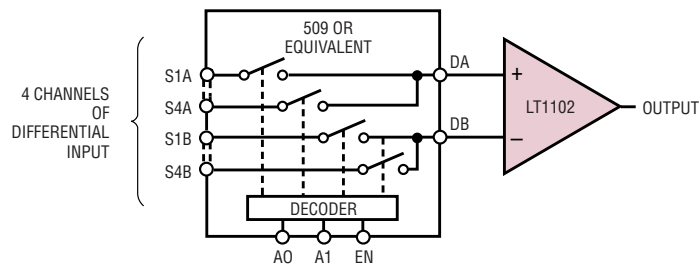 509 OR
EQUIVALENT
4 CHANNELS
OF
DIFFERENTIAL
INPUT
S1A
S4A
S1B
S4B
DA
DB
+
–
LT1102
OUTPUT
DECODER
A0
A1
EN